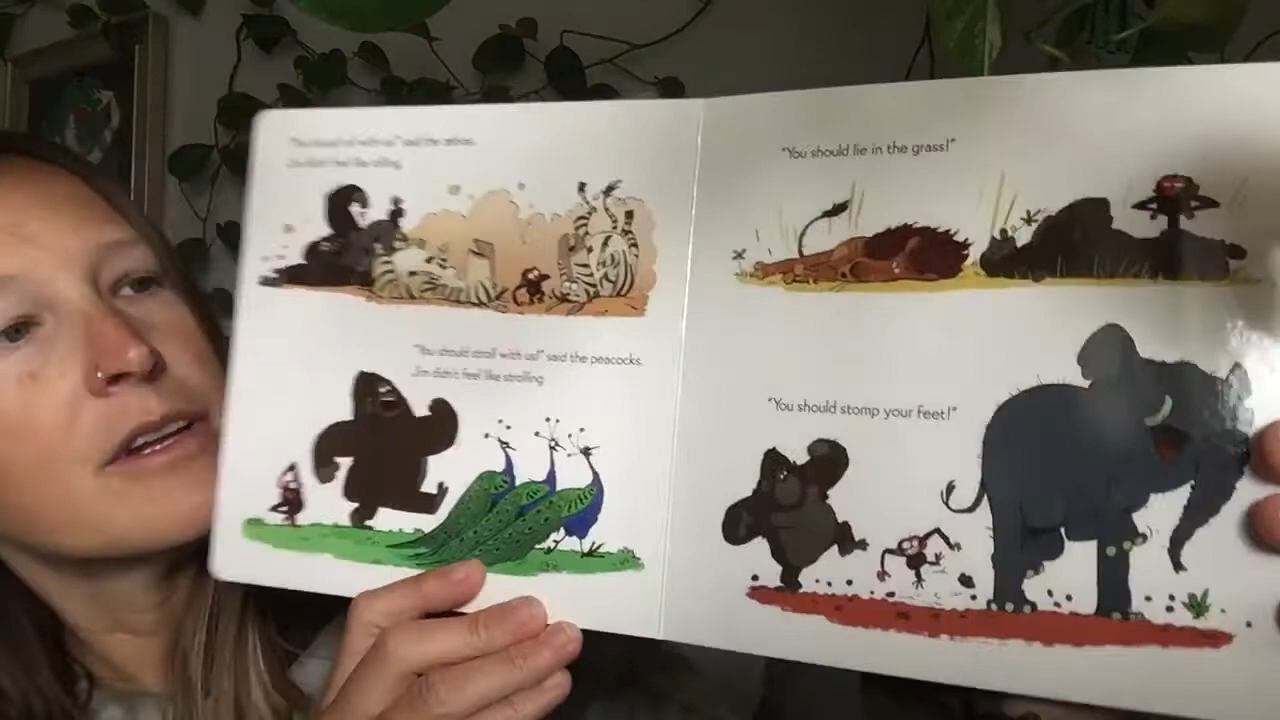 "You should roll with us!" said the zebras.
Jim didn't feel like rolling.
"You should stroll with us!" said the peacocks.
Jim didn't feel like strolling.
"You should lie in the grass!"
"You should stomp your feet!"